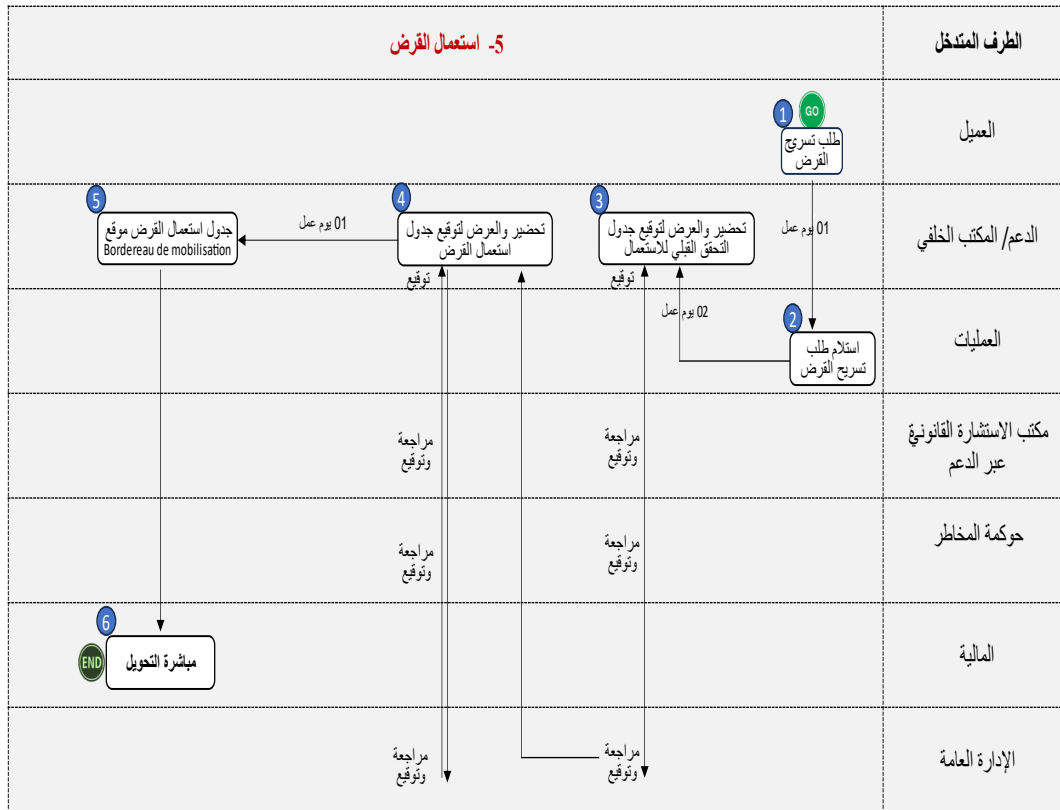 الطرف المتدخل
5- استعمال القرض
العميل
GO
1
طلب تسريح
القرض
الدعم/ المكتب الخلفي
01 يوم عمل
3
تحضير والعرض لتوقيع جدول
التحقق القبلي للاستعمال
توقيع
4
تحضير والعرض لتوقيع جدول
استعمال القرض
توقيع
01 يوم عمل
5
جدول استعمال القرض موقع
Bordereau de mobilisation
العمليات
2
استلام طلب
تسريح القرض
02 يوم عمل
مكتب الاستشارة القانونية
عبر الدعم
مراجعة
وتوقيع
مراجعة
وتوقيع
حوكمة المخاطر
مراجعة
وتوقيع
مراجعة
وتوقيع
المالية
6
مباشرة التحويل
END
الإدارة العامة
مراجعة
وتوقيع
مراجعة
وتوقيع